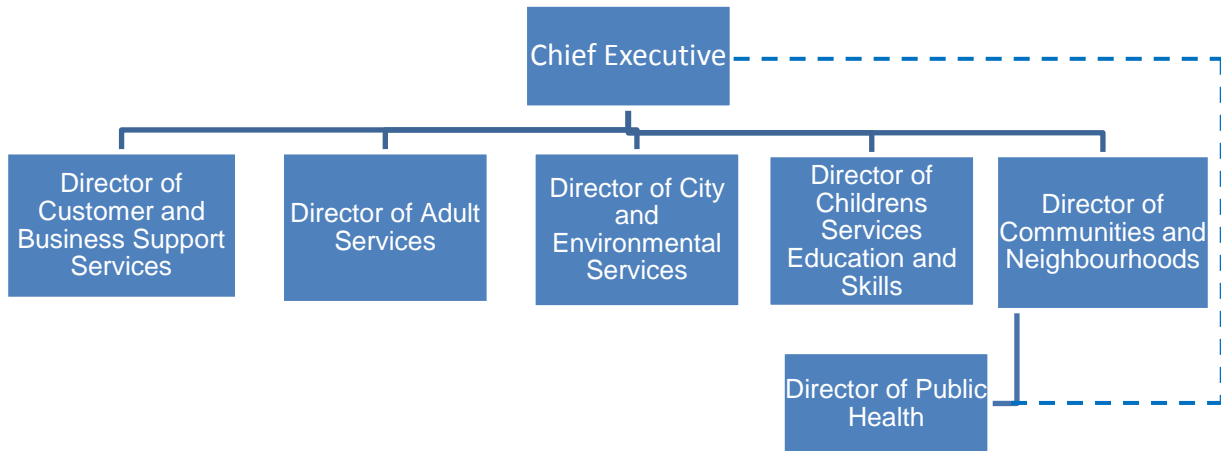 Chief Executive
Director of
Customer and
Business Support
Services
Director of Adult
Services
Director of City
and
Environmental
Services
Director of
Childrens
Services
Education and
Skills
Director of
Communities and
Neighbourhoods
Director of Public
Health